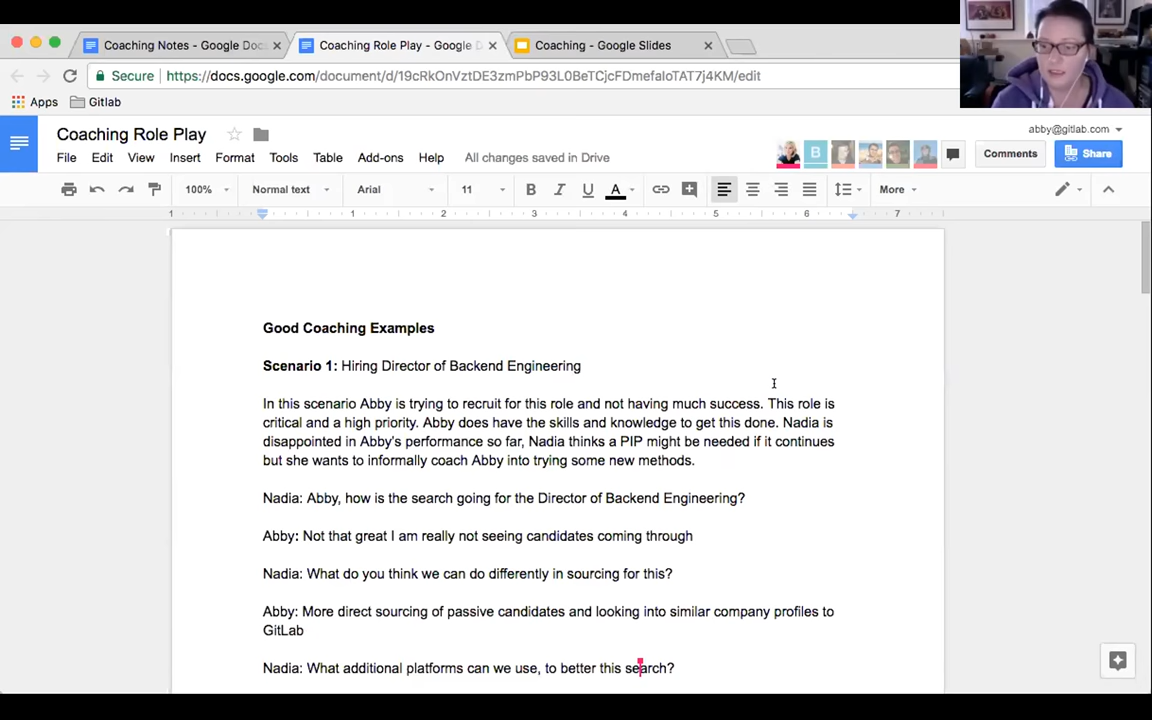 Coaching Notes - Google Doc
Coaching Role Play - Google D
Coaching - Google Slides
Secure
https://docs.google.com/document/d/19cRkOnVztDE3zmPbP93L0BeTCjcFDmefaIoTAT7j4KM/edit
Apps
Gitlab
Coaching Role Play
abby@gitlab.com
File Edit View Insert Format Tools Table Add-ons Help All changes saved in Drive
B
Comments
Share
100% Normal text Arial 11 B I U A More
1 1 2 3 4 5 6 7
Good Coaching Examples
Scenario 1: Hiring Director of Backend Engineering
In this scenario Abby is trying to recruit for this role and not having much success. This role is
critical and a high priority. Abby does have the skills and knowledge to get this done. Nadia is
disappointed in Abby's performance so far, Nadia thinks a PIP might be needed if it continues
but she wants to informally coach Abby into trying some new methods.
Nadia: Abby, how is the search going for the Director of Backend Engineering?
Abby: Not that great I am really not seeing candidates coming through
Nadia: What do you think we can do differently in sourcing for this?
Abby: More direct sourcing of passive candidates and looking into similar company profiles to
GitLab
Nadia: What additional platforms can we use, to better this search?